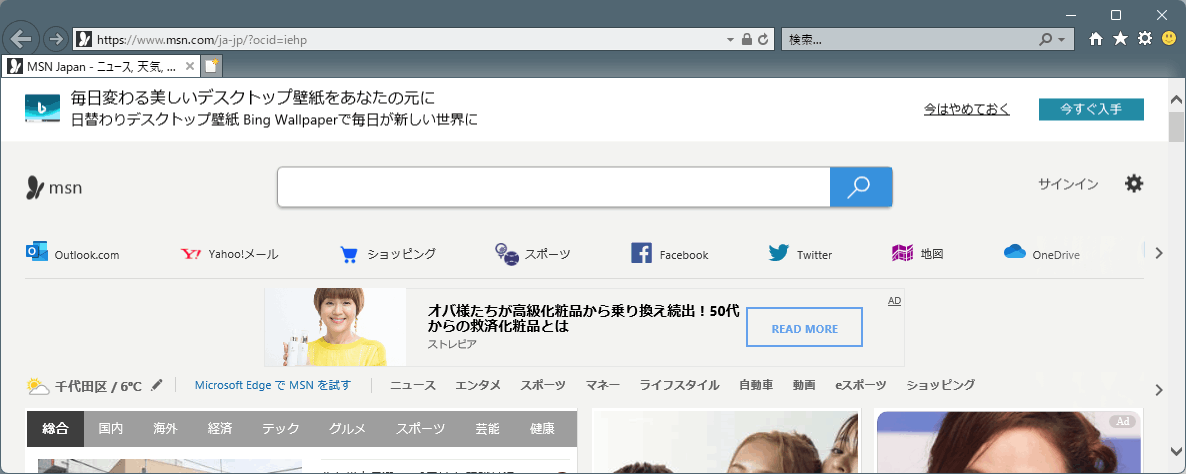 https://www.msn.com/ja-jp/?ocid=iehp
検索...
MSN Japan - ニュース, 天気, ...
毎日変わる美しいデスクトップ壁紙をあなたの元に
日替わりデスクトップ壁紙 Bing Wallpaperで毎日が新しい世界に
今はやめておく
今すぐ入手
msn
サインイン
Outlook.com
Yahoo!メール
ショッピング
スポーツ
Facebook
Twitter
地図
OneDrive
オバ様たちが高級化粧品から乗り換え続出！50代
からの救済化粧品とは
ストレピア
READ MORE
AD
千代田区 / 6°C
Microsoft Edge で MSN を試す
ニュース
エンタメ
スポーツ
マネー
ライフスタイル
自動車
動画
eスポーツ
ショッピング
総合
国内
海外
経済
テック
グルメ
スポーツ
芸能
健康
Ad